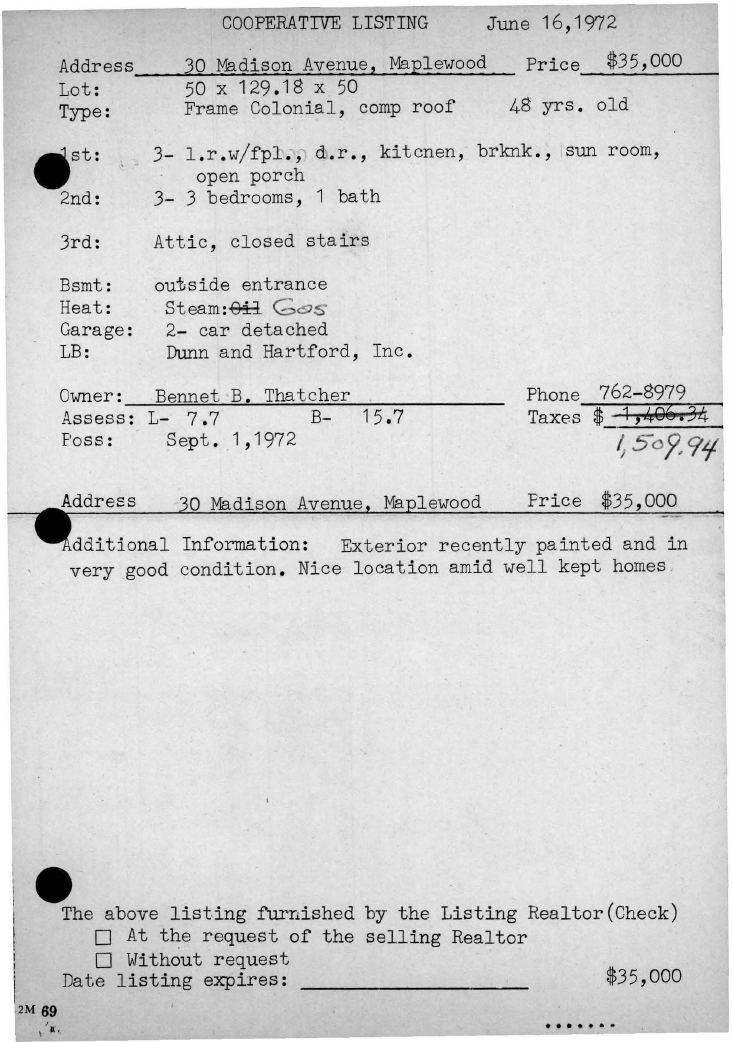 COOPERATIVE LISTING June 16,1972
Address 30 Madison Avenue, Maplewood Price $35,000
Lot: 50 x 129.18 x 50
Type: Frame Colonial, comp roof 48 yrs. old
1st: 3- l.r.w/fpl., d.r., kitcnen, brknk., sun room,
open porch
2nd: 3- 3 bedrooms, 1 bath
3rd: Attic, closed stairs
Bsmt: outside entrance
Heat: Steam:Oil Gas
Garage: 2- car detached
LB: Dunn and Hartford, Inc.
Owner: Bennet B. Thatcher Phone 762-8979
Assess: L- 7.7 B- 15.7 Taxes $ 1,406.34
Poss: Sept. 1,1972 1,509.94
Address 30 Madison Avenue, Maplewood Price $35,000
Additional Information: Exterior recently painted and in
very good condition. Nice location amid well kept homes
The above listing furnished by the Listing Realtor(Check)
☐ At the request of the selling Realtor
☐ Without request
Date listing expires: $35,000
2M 69